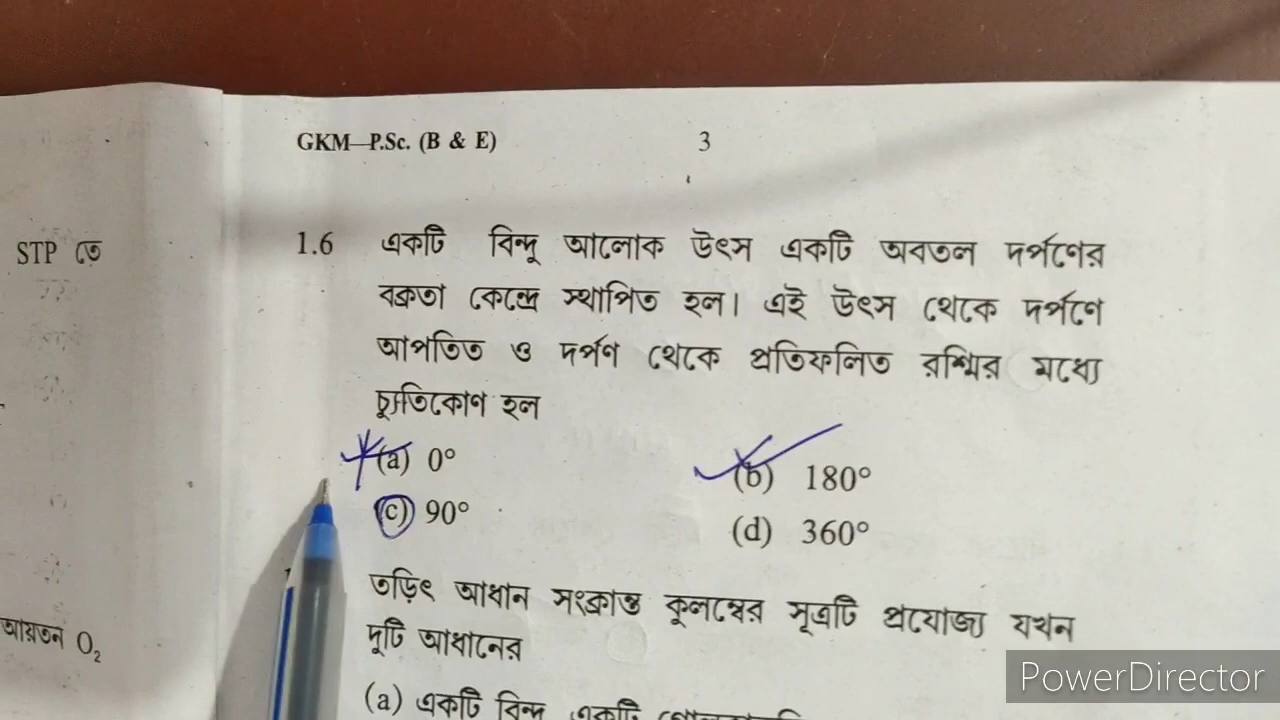 GKM—P.Sc. (B & E) 3
STP তে
1.6 একটি বিন্দু আলোক উৎস একটি অবতল দর্পণের
বক্রতা কেন্দ্রে স্থাপিত হল। এই উৎস থেকে দর্পণে
আপতিত ও দর্পণ থেকে প্রতিফলিত রশ্মির মধ্যে
চ্যুতিকোণ হল
(a) 0° (b) 180°
(c) 90° (d) 360°
তড়িৎ আধান সংক্রান্ত কুলম্বের সূত্রটি প্রযোজ্য যখন
দুটি আধানের
আয়তন O₂
(a) একটি বিন্দু একটি
PowerDirector